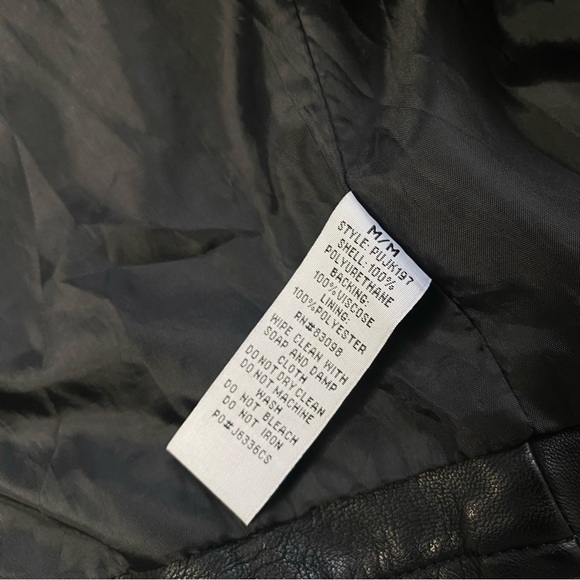 M/M
STYLE: PUJK197
SHELL: 100%
POLYURETHANE
BACKING:
100%VISCOSE
LINING:
100%POLYESTER
RN#83098
WIPE CLEAN WITH
SOAP AND DAMP
CLOTH
DO NOT DRY CLEAN
DO NOT MACHINE
WASH
DO NOT BLEACH
DO NOT IRON
PO#J6336CS